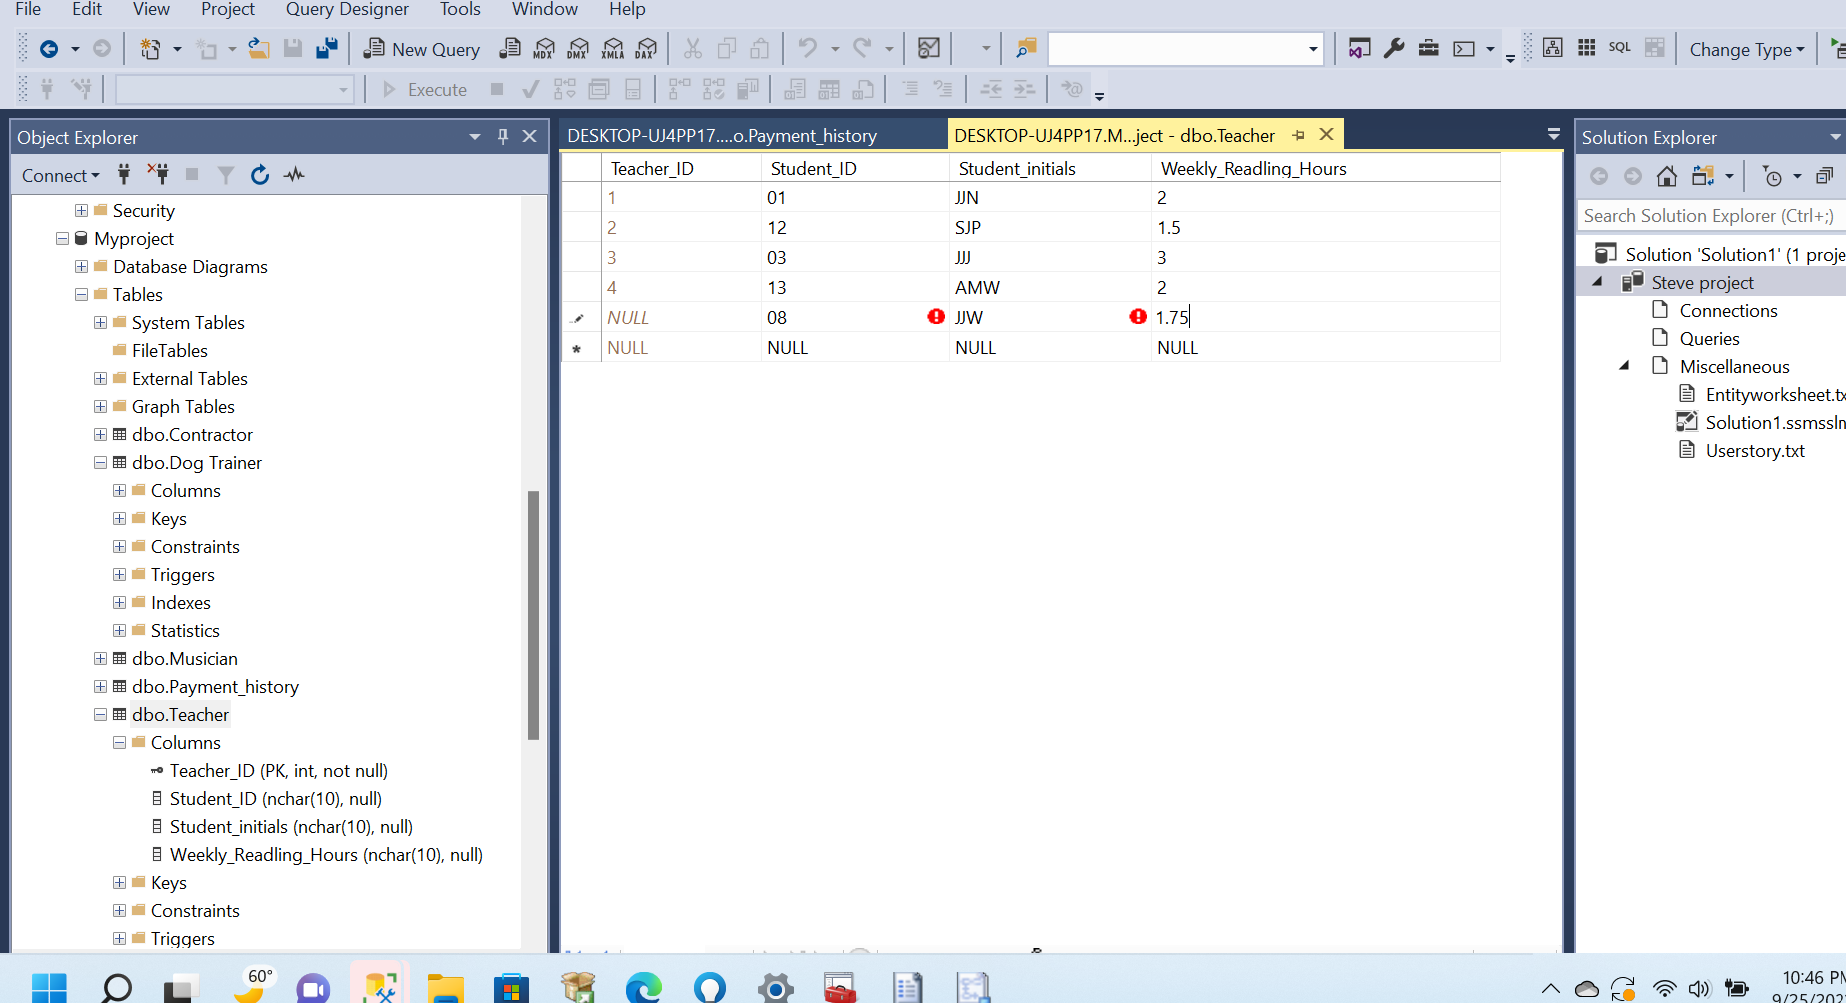 File Edit View Project Query Designer Tools Window Help
New Query MDX DMX XMLA DAX SQL Change Type
Execute
Object Explorer
Connect
Security
Myproject
Database Diagrams
Tables
System Tables
FileTables
External Tables
Graph Tables
dbo.Contractor
dbo.Dog Trainer
Columns
Keys
Constraints
Triggers
Indexes
Statistics
dbo.Musician
dbo.Payment_history
dbo.Teacher
Columns
Teacher_ID (PK, int, not null)
Student_ID (nchar(10), null)
Student_initials (nchar(10), null)
Weekly_Readling_Hours (nchar(10), null)
Keys
Constraints
Triggers
DESKTOP-UJ4PP17....o.Payment_history DESKTOP-UJ4PP17.M...ject - dbo.Teacher
Teacher_ID Student_ID Student_initials Weekly_Readling_Hours
1 01 JJN 2
2 12 SJP 1.5
3 03 JJJ 3
4 13 AMW 2
NULL 08 JJW 1.75
NULL NULL NULL NULL
Solution Explorer
Search Solution Explorer (Ctrl+;)
Solution 'Solution1' (1 proje
Steve project
Connections
Queries
Miscellaneous
Entityworksheet.tx
Solution1.ssmssln
Userstory.txt
60°
10:46 PM
9/25/202